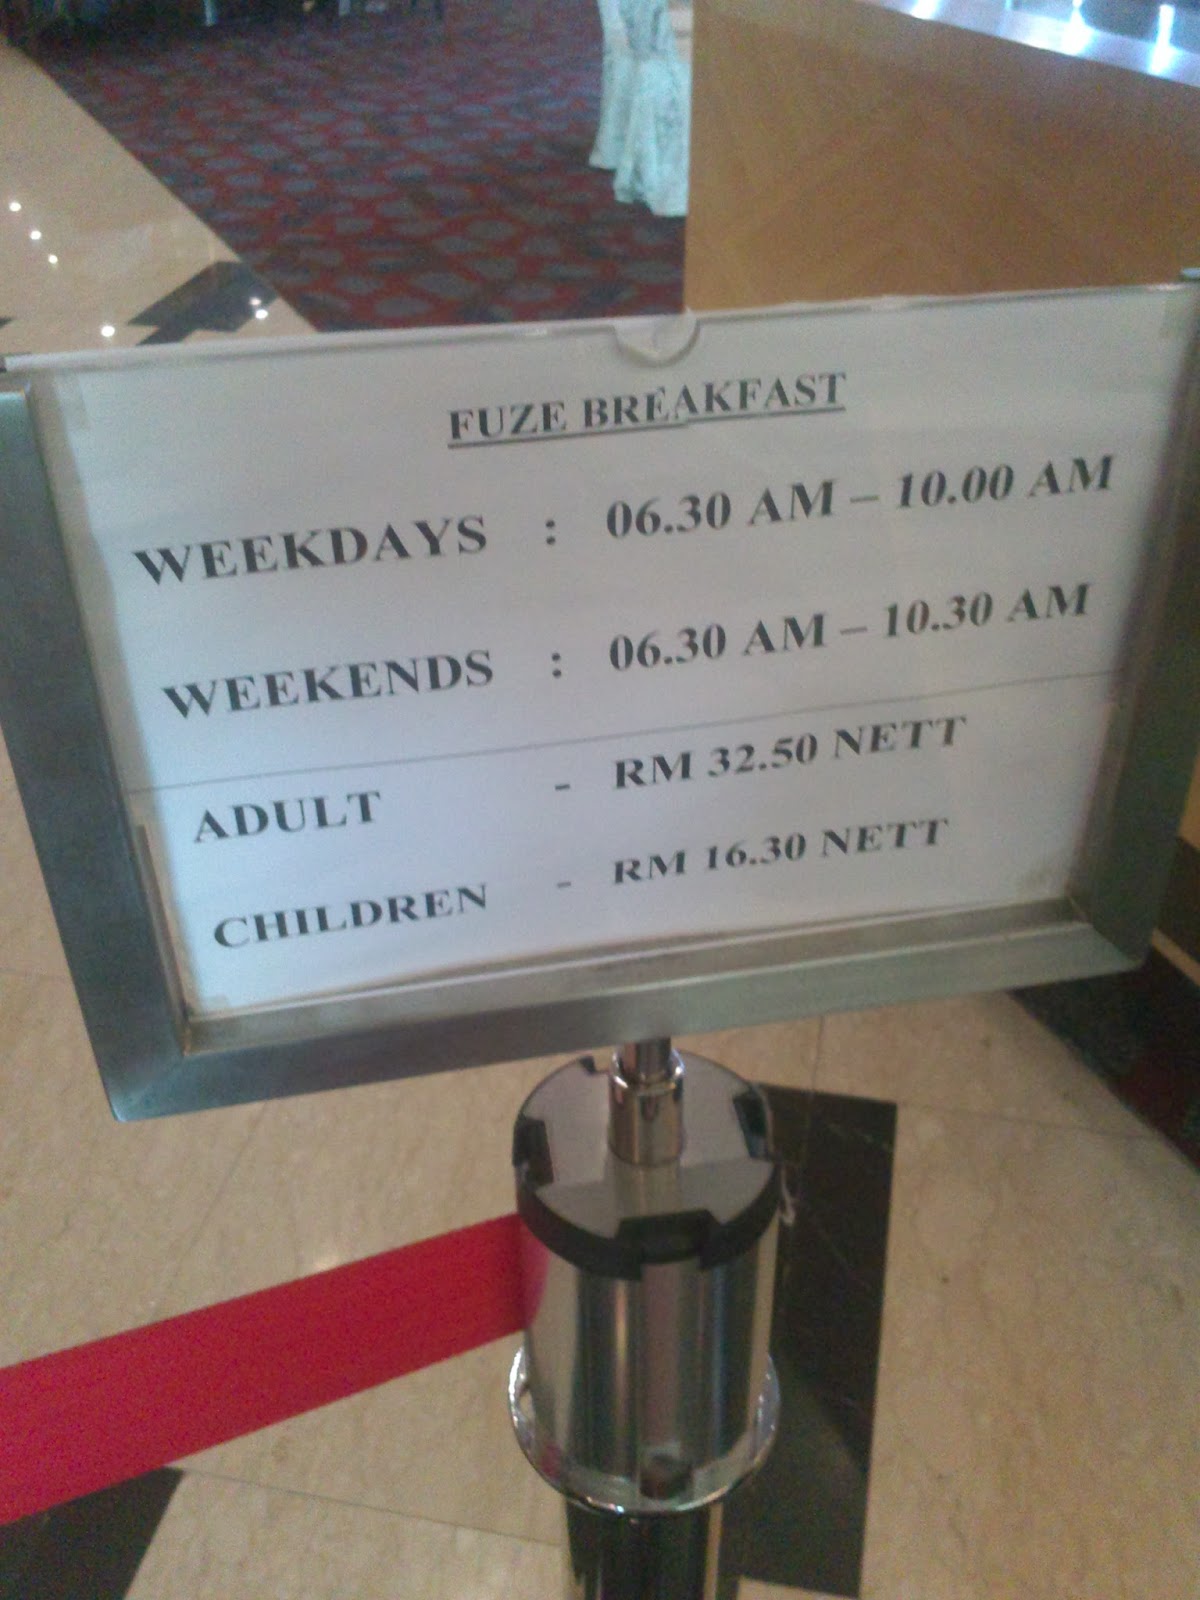 FUZE BREAKFAST
WEEKDAYS : 06.30 AM – 10.00 AM
WEEKENDS : 06.30 AM – 10.30 AM
ADULT - RM 32.50 NETT
CHILDREN - RM 16.30 NETT